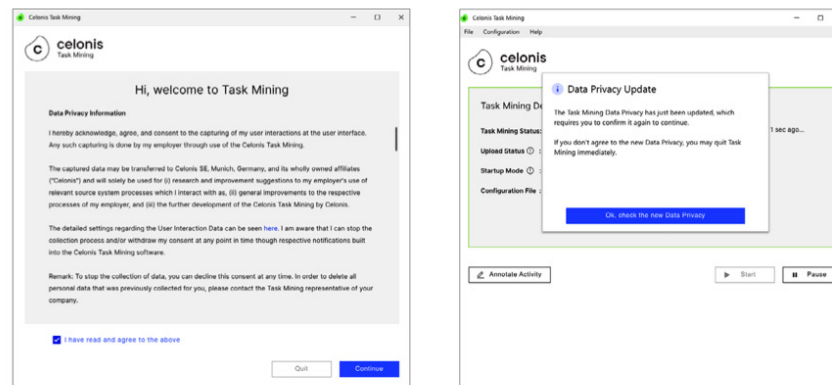 Celonis Task Mining
celonis
Task Mining
Hi, welcome to Task Mining
Data Privacy Information
I hereby acknowledge, agree, and consent to the capturing of my user interactions at the user interface.
Any such capturing is done by my employer through use of the Celonis Task Mining.
The captured data may be transferred to Celonis SE, Munich, Germany, and its wholly owned affiliates
("Celonis") and will solely be used for (i) research and improvement suggestions to my employer's use of
relevant source system processes which I interact with as, (ii) general improvements to the respective
processes of my employer, and (iii) the further development of the Celonis Task Mining by Celonis.
The detailed settings regarding the User Interaction Data can be seen here. I am aware that I can stop the
collection process and/or withdraw my consent at any point in time though respective notifications built
into the Celonis Task Mining software.
Remark: To stop the collection of data, you can decline this consent at any time. In order to delete all
personal data that was previously collected for you, please contact the Task Mining representative of your
company.
I have read and agree to the above
Quit
Continue
Celonis Task Mining
File Configuration Help
celonis
Task Mining
Data Privacy Update
Task Mining De
The Task Mining Data Privacy has just been updated, which
requires you to confirm it again to continue.
Task Mining Status:
1 sec ago...
If you don't agree to the new Data Privacy, you may quit Task
Mining immediately.
Upload Status :
Startup Mode :
Configuration File :
Ok, check the new Data Privacy
Annotate Activity
Start
Pause